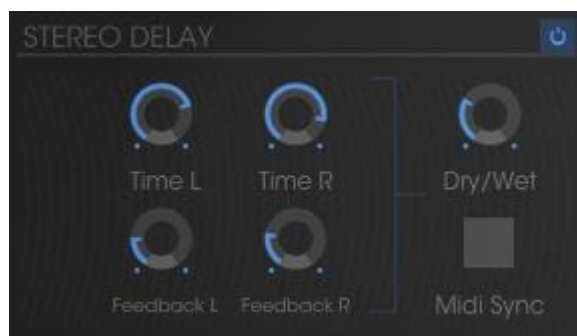 STEREO DELAY
Time L Time R Dry/Wet
Feedback L Feedback R Midi Sync